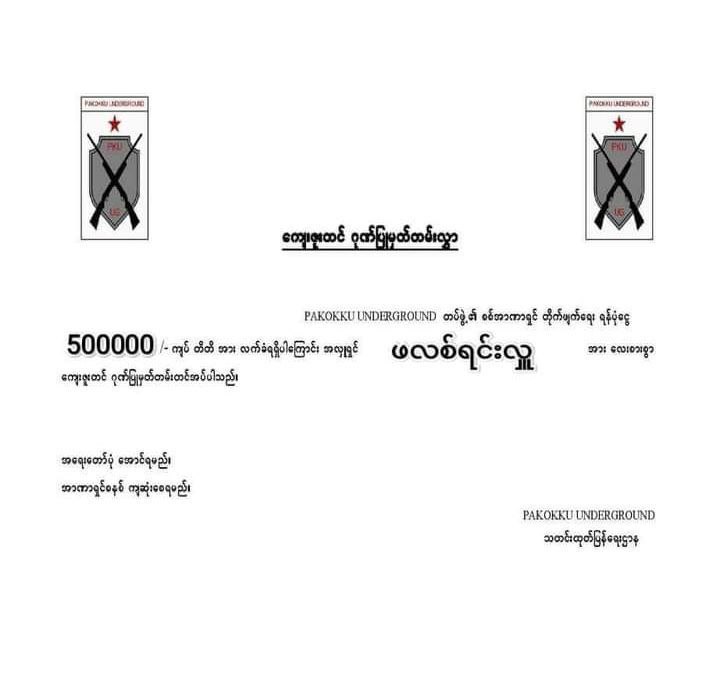 PAKOKKU UNDERGROUND
PKU
UG
PAKOKKU UNDERGROUND
PKU
UG
ကျေးဇူးတင် ဂုဏ်ပြုမှတ်တမ်းလွှာ
PAKOKKU UNDERGROUND တပ်ဖွဲ့၏ စစ်အာဏာရှင် တိုက်ဖျက်ရေး ရန်ပုံငွေ
500000 /- ကျပ် တိတိ အား လက်ခံရရှိပါကြောင်း အလှူရှင် ဖလစ်ရင်းလှူ အား လေးစားစွာ
ကျေးဇူးတင် ဂုဏ်ပြုမှတ်တမ်းတင်အပ်ပါသည်။
အရေးတော်ပုံ အောင်ရမည်။
အာဏာရှင်စနစ် ကျဆုံးစေရမည်။
PAKOKKU UNDERGROUND
သတင်းထုတ်ပြန်ရေးဌာန